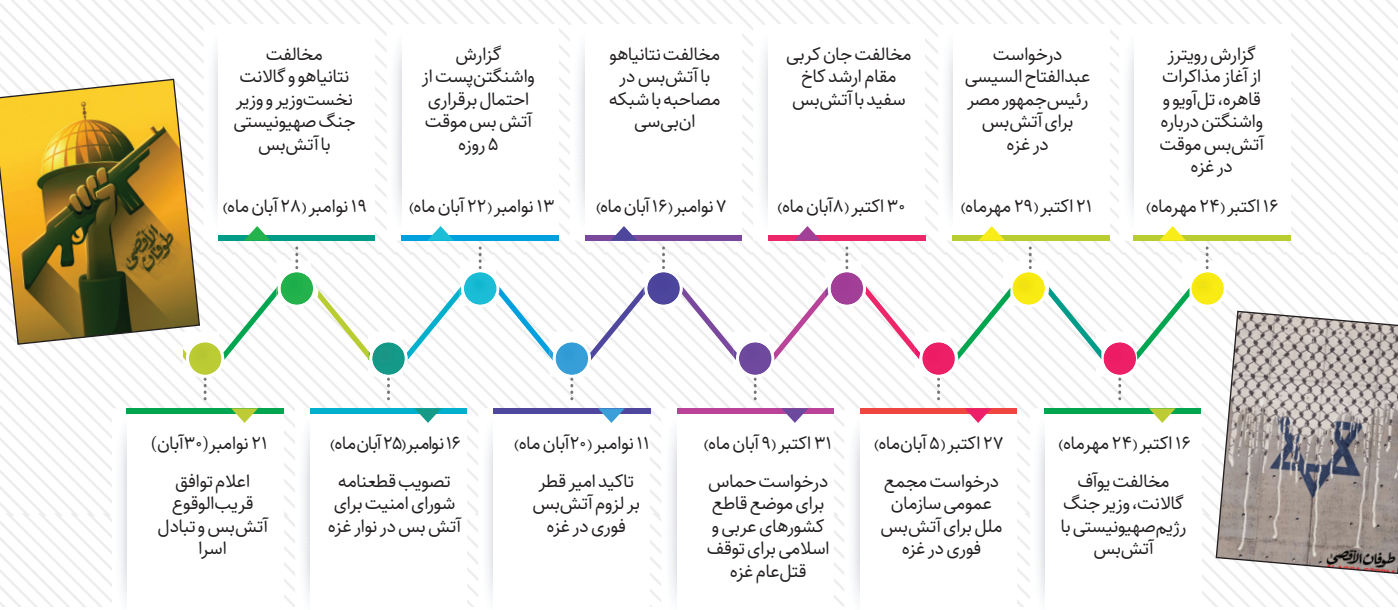 گزارش رویترز
از آغاز مذاکرات
قاهره، تل‌آویو و
واشنگتن درباره
آتش‌بس موقت
در غزه
۱۶ اکتبر (۲۴ مهرماه)
۱۶ اکتبر (۲۴ مهرماه)
مخالفت یوآف
گالانت، وزیر جنگ
رژیم‌صهیونیستی با
آتش‌بس
درخواست
عبدالفتاح السیسی
رئیس‌جمهور مصر
برای آتش‌بس
در غزه
۲۱ اکتبر (۲۹ مهرماه)
۲۷ اکتبر (۵ آبان‌ماه)
درخواست مجمع
عمومی سازمان
ملل برای آتش‌بس
فوری در غزه
مخالفت جان کربی
مقام ارشد کاخ
سفید با آتش‌بس
۳۰ اکتبر (۸آبان ماه)
۳۱ اکتبر (۹ آبان ماه)
درخواست حماس
برای موضع قاطع
کشورهای عربی و
اسلامی برای توقف
قتل‌عام غزه
مخالفت نتانیاهو
با آتش‌بس در
مصاحبه با شبکه
ان‌بی‌سی
۷ نوامبر (۱۶ آبان ماه)
۱۱ نوامبر (۲۰آبان ماه)
تاکید امیر قطر
بر لزوم آتش‌بس
فوری در غزه
گزارش
واشنگتن‌پست از
احتمال برقراری
آتش بس موقت
۵ روزه
۱۳ نوامبر (۲۲ آبان ماه)
۱۶ نوامبر(۲۵ آبان‌ماه)
تصویب قطعنامه
شورای امنیت برای
آتش بس در نوار غزه
مخالفت
نتانیاهو و گالانت
نخست‌وزیر و وزیر
جنگ صهیونیستی
با آتش‌بس
۱۹ نوامبر (۲۸ آبان ماه)
۲۱ نوامبر (۳۰آبان)
اعلام توافق
قریب‌الوقوع
آتش‌بس و تبادل
اسرا
طوفان الأقصى
طوفان الأقصى